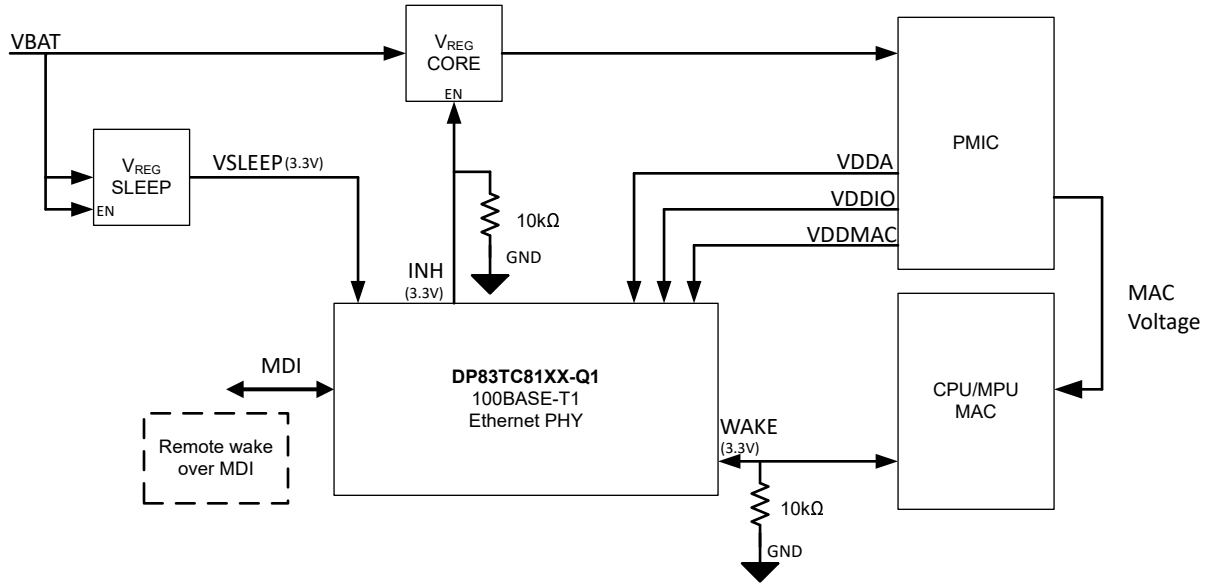 VBAT
VREG
CORE
EN
VREG
SLEEP
EN
VSLEEP (3.3V)
10kΩ
GND
INH
(3.3V)
PMIC
VDDA
VDDIO
VDDMAC
MAC
Voltage
MDI
Remote wake
over MDI
DP83TC81XX-Q1
100BASE-T1
Ethernet PHY
WAKE
(3.3V)
CPU/MPU
MAC
10kΩ
GND